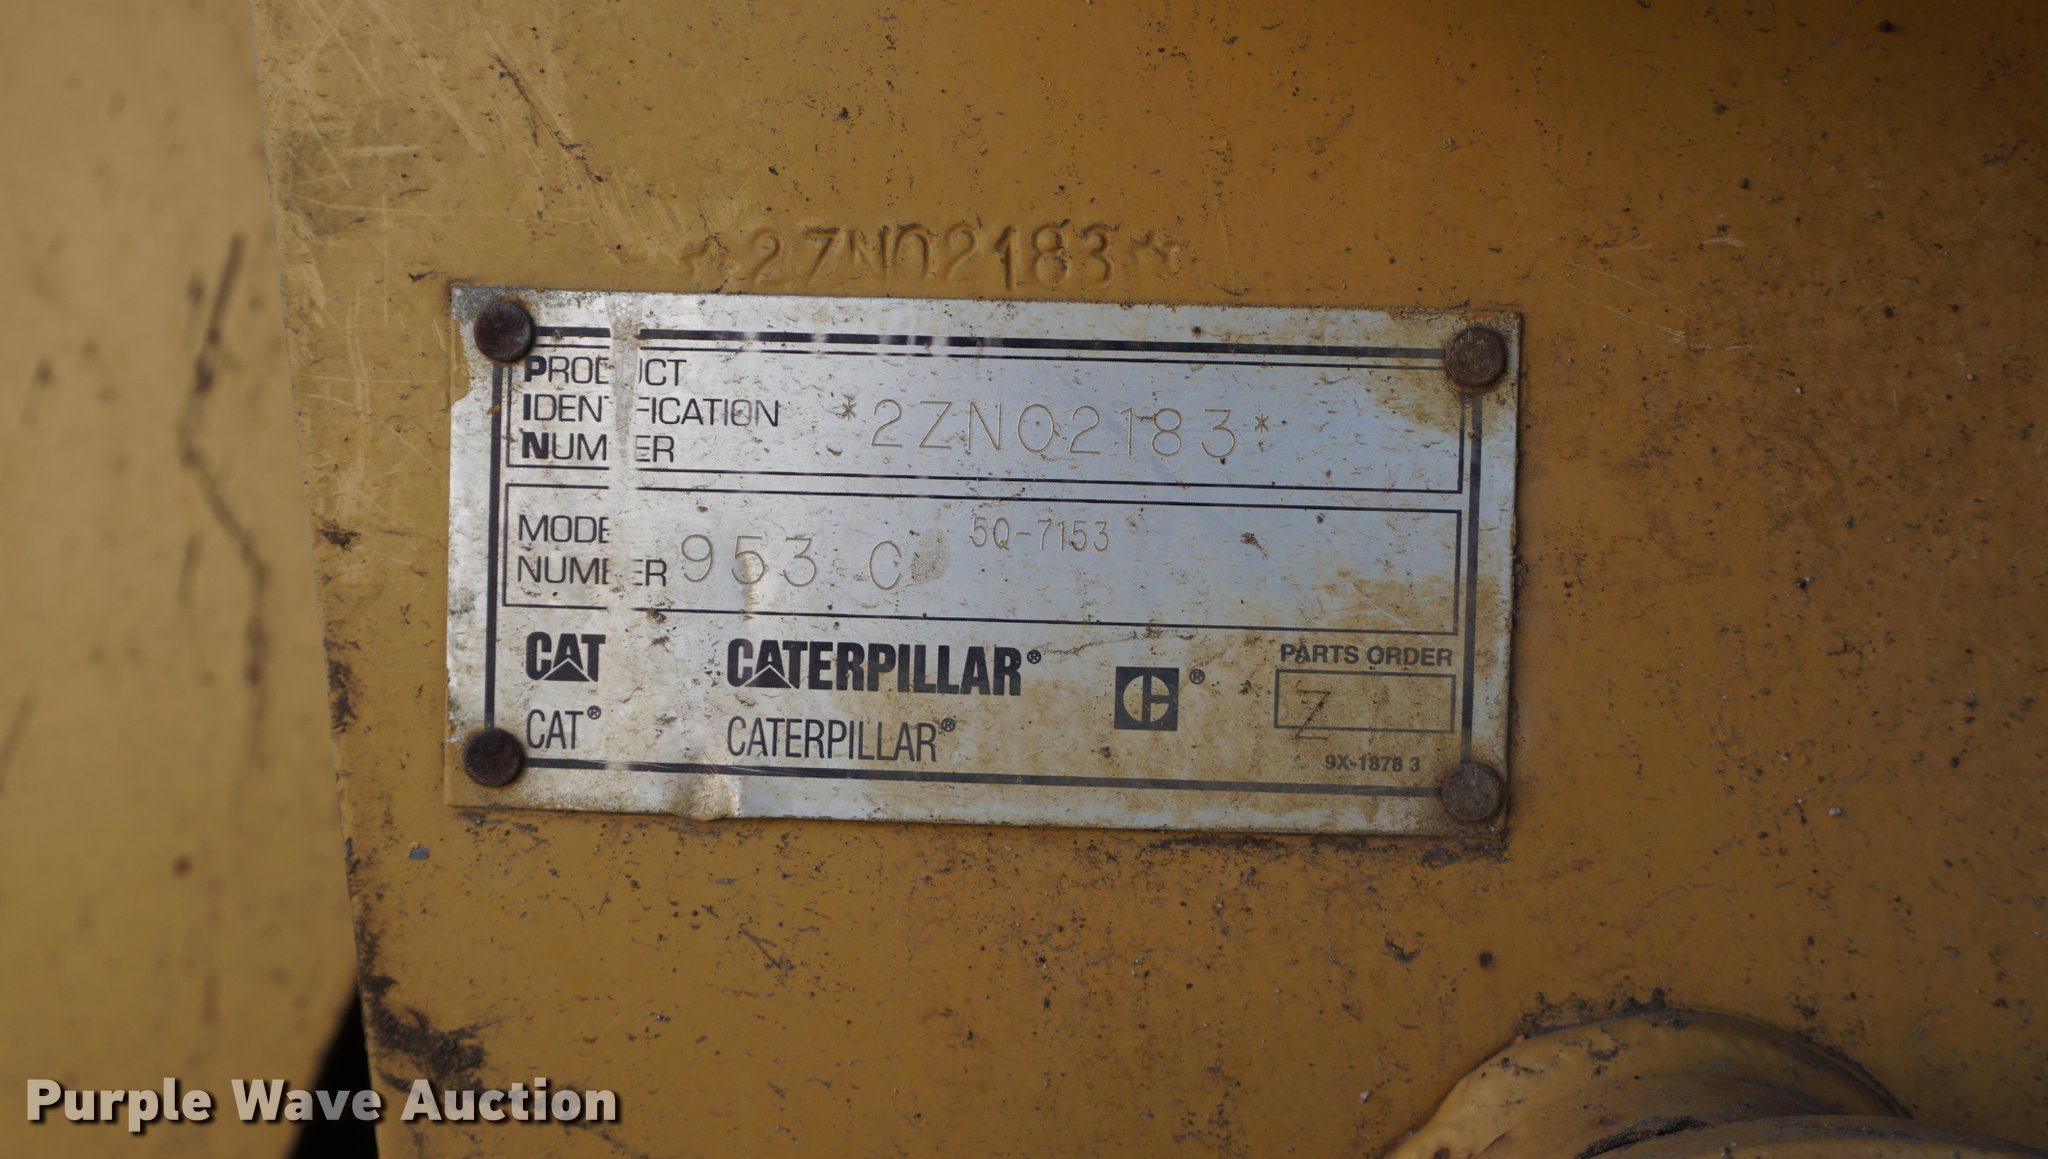 *2ZN02183*
PRODUCT
IDENTIFICATION *2ZN02183*
NUMBER
MODEL 5Q-7153
NUMBER 953 C
CAT CATERPILLAR®
CAT® CATERPILLAR®
C®
PARTS ORDER
Z
9X-1878 3
Purple Wave Auction